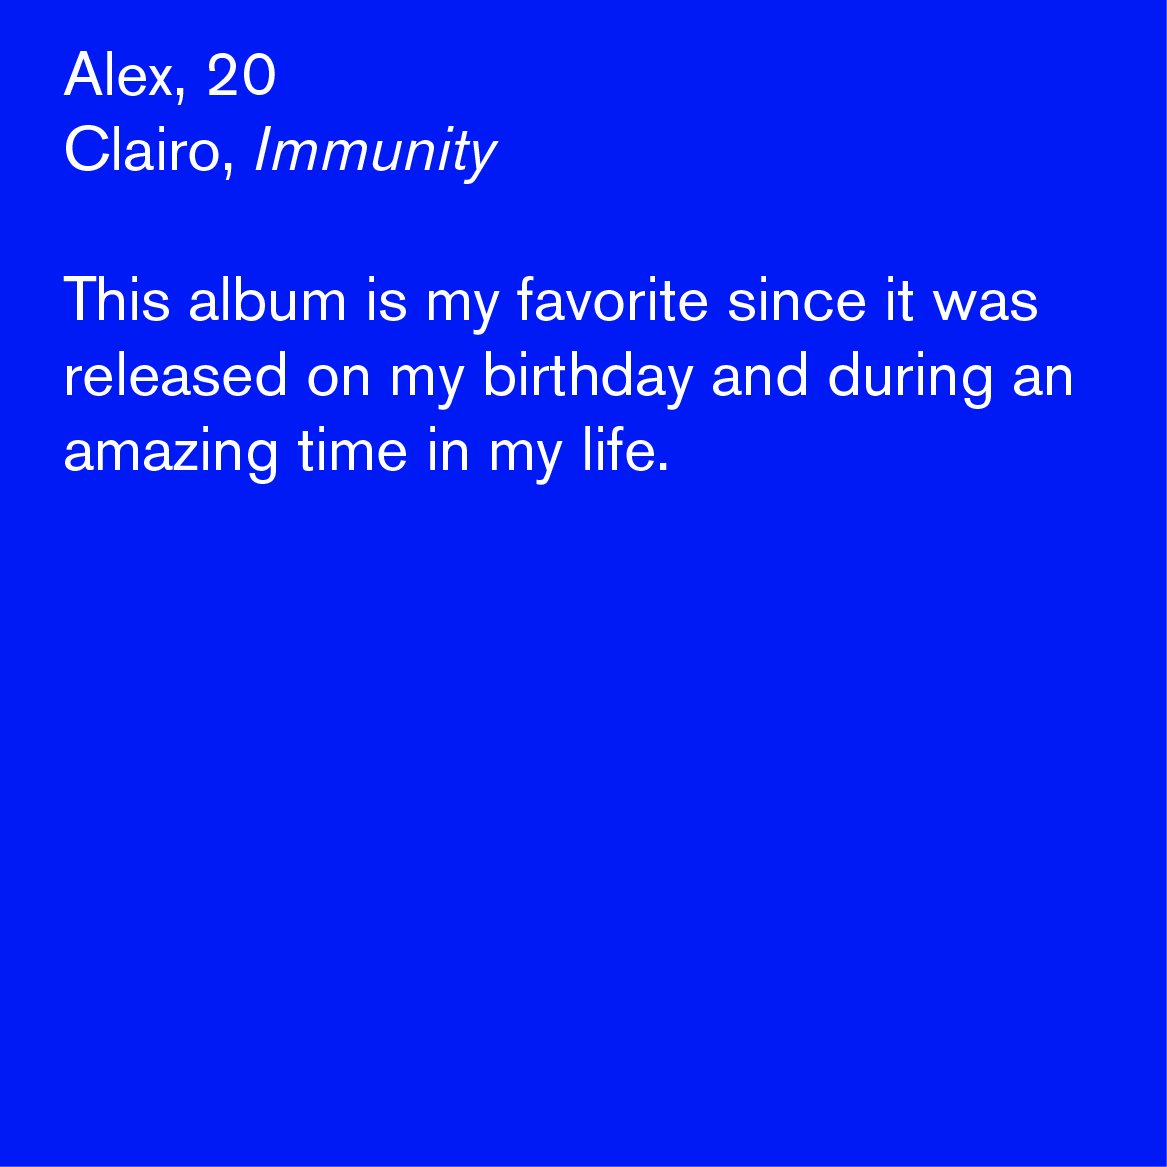 Alex, 20
Clairo, Immunity
This album is my favorite since it was
released on my birthday and during an
amazing time in my life.